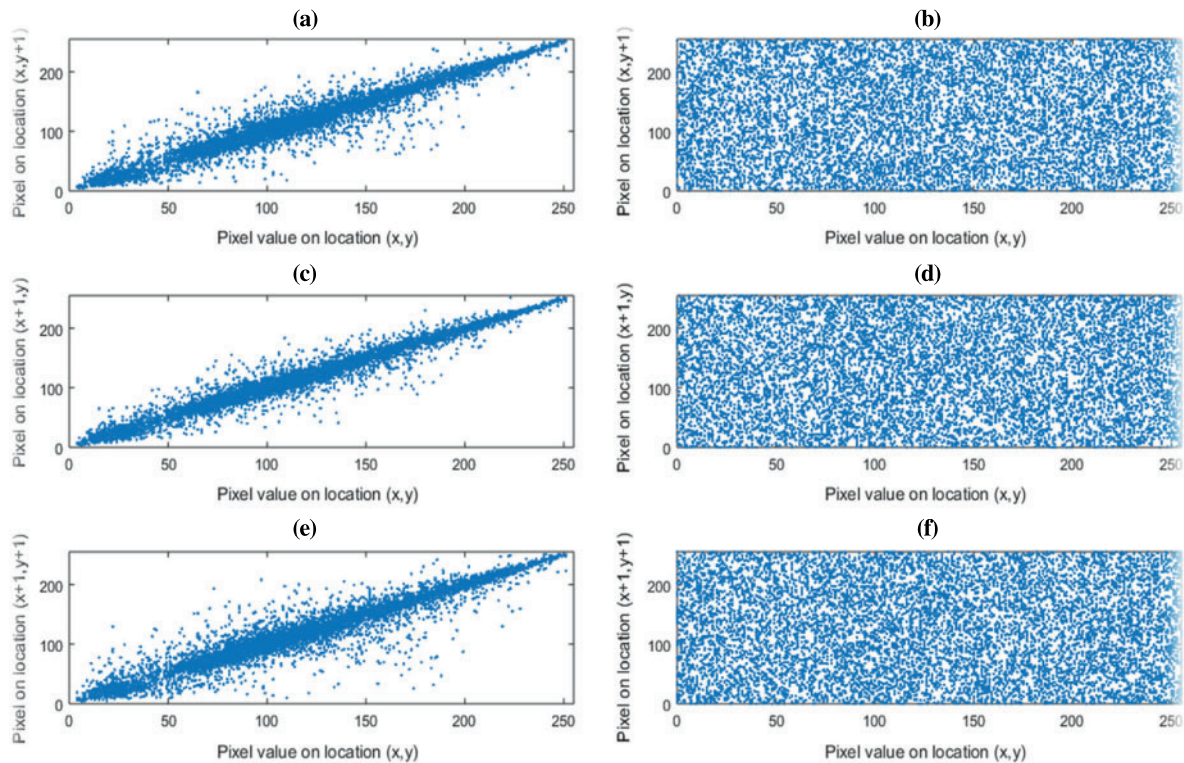 (a)
Pixel on location (x,y+1)
200
100
0
0 50 100 150 200 250
Pixel value on location (x,y)
(b)
Pixel on location (x,y+1)
200
100
0
0 50 100 150 200 250
Pixel value on location (x,y)
(c)
Pixel on location (x+1,y)
200
100
0
0 50 100 150 200 250
Pixel value on location (x,y)
(d)
Pixel on location (x+1,y)
200
100
0
0 50 100 150 200 250
Pixel value on location (x,y)
(e)
Pixel on location (x+1,y+1)
200
100
0
0 50 100 150 200 250
Pixel value on location (x,y)
(f)
Pixel on location (x+1,y+1)
200
100
0
0 50 100 150 200 250
Pixel value on location (x,y)